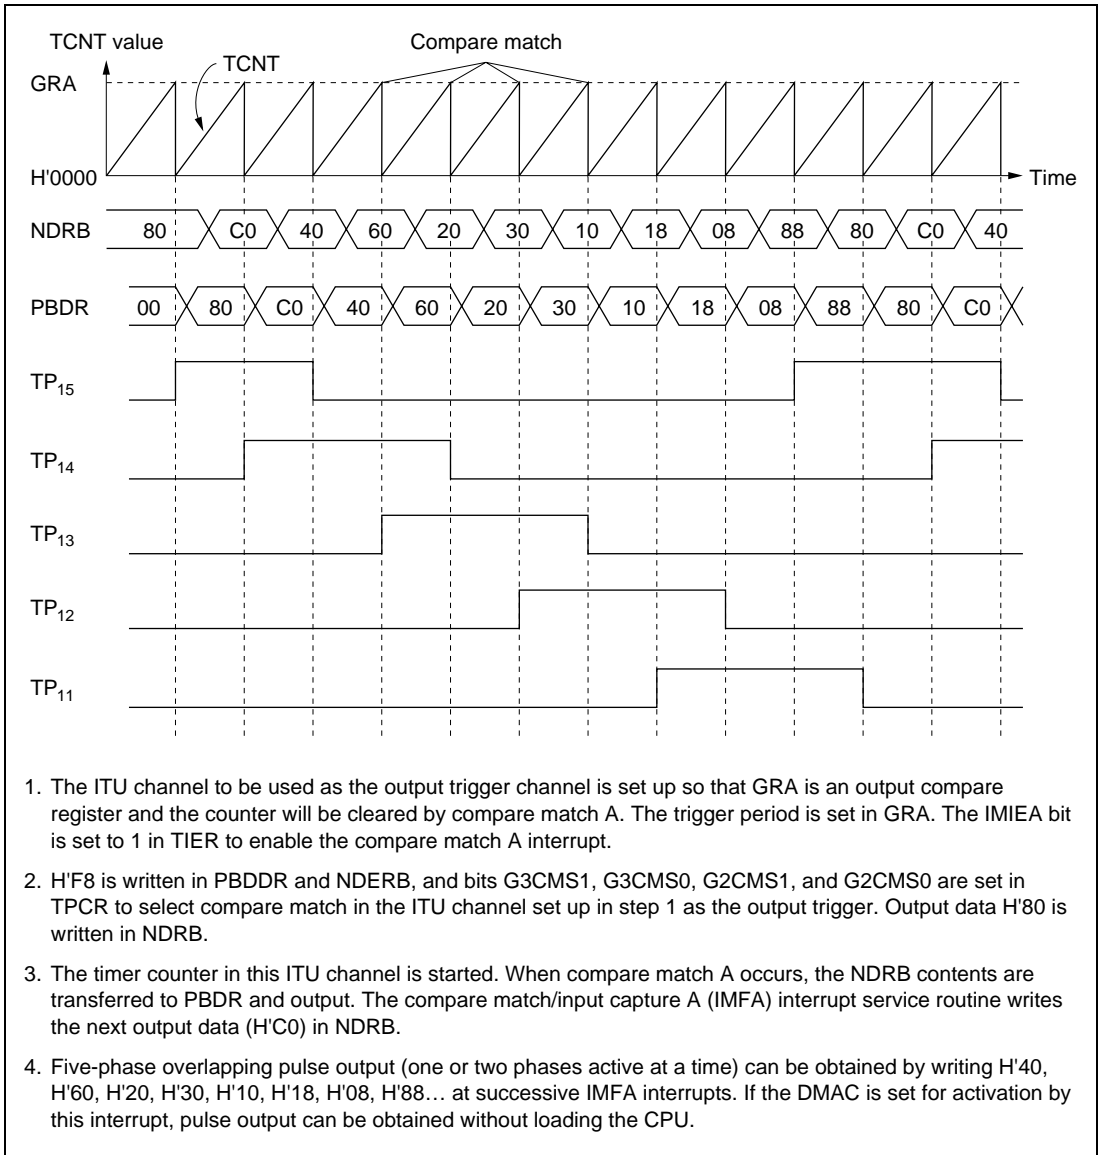 TCNT value
Compare match
TCNT
GRA
H'0000
Time
NDRB 80 C0 40 60 20 30 10 18 08 88 80 C0 40
PBDR 00 80 C0 40 60 20 30 10 18 08 88 80 C0
TP15
TP14
TP13
TP12
TP11
1. The ITU channel to be used as the output trigger channel is set up so that GRA is an output compare
register and the counter will be cleared by compare match A. The trigger period is set in GRA. The IMIEA bit
is set to 1 in TIER to enable the compare match A interrupt.
2. H'F8 is written in PBDDR and NDERB, and bits G3CMS1, G3CMS0, G2CMS1, and G2CMS0 are set in
TPCR to select compare match in the ITU channel set up in step 1 as the output trigger. Output data H'80 is
written in NDRB.
3. The timer counter in this ITU channel is started. When compare match A occurs, the NDRB contents are
transferred to PBDR and output. The compare match/input capture A (IMFA) interrupt service routine writes
the next output data (H'C0) in NDRB.
4. Five-phase overlapping pulse output (one or two phases active at a time) can be obtained by writing H'40,
H'60, H'20, H'30, H'10, H'18, H'08, H'88… at successive IMFA interrupts. If the DMAC is set for activation by
this interrupt, pulse output can be obtained without loading the CPU.